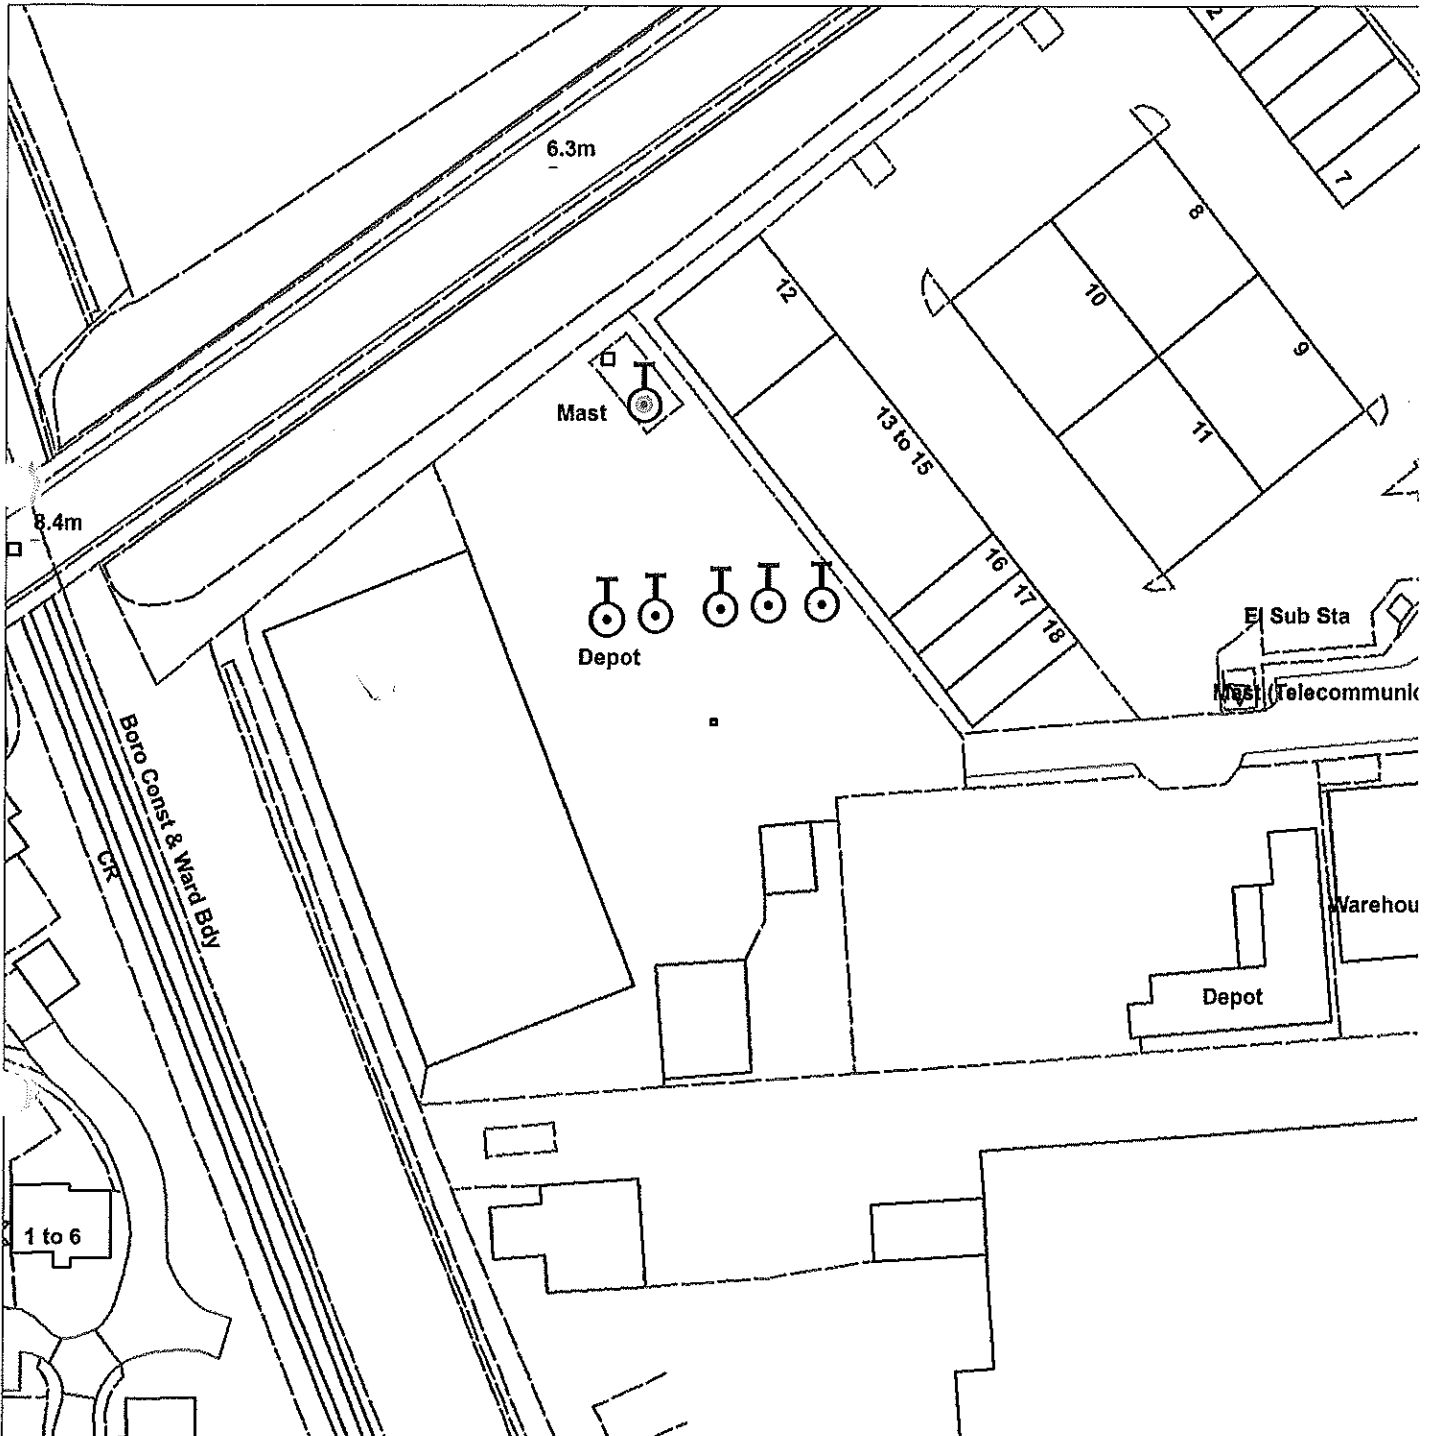 2
6.3m
7
8
12
10
9
Mast
13 to 15
11
8.4m
16
17
18
El Sub Sta
Depot
Mast (Telecommunic
Boro Const & Ward Bdy
CR
Warehou
Depot
1 to 6